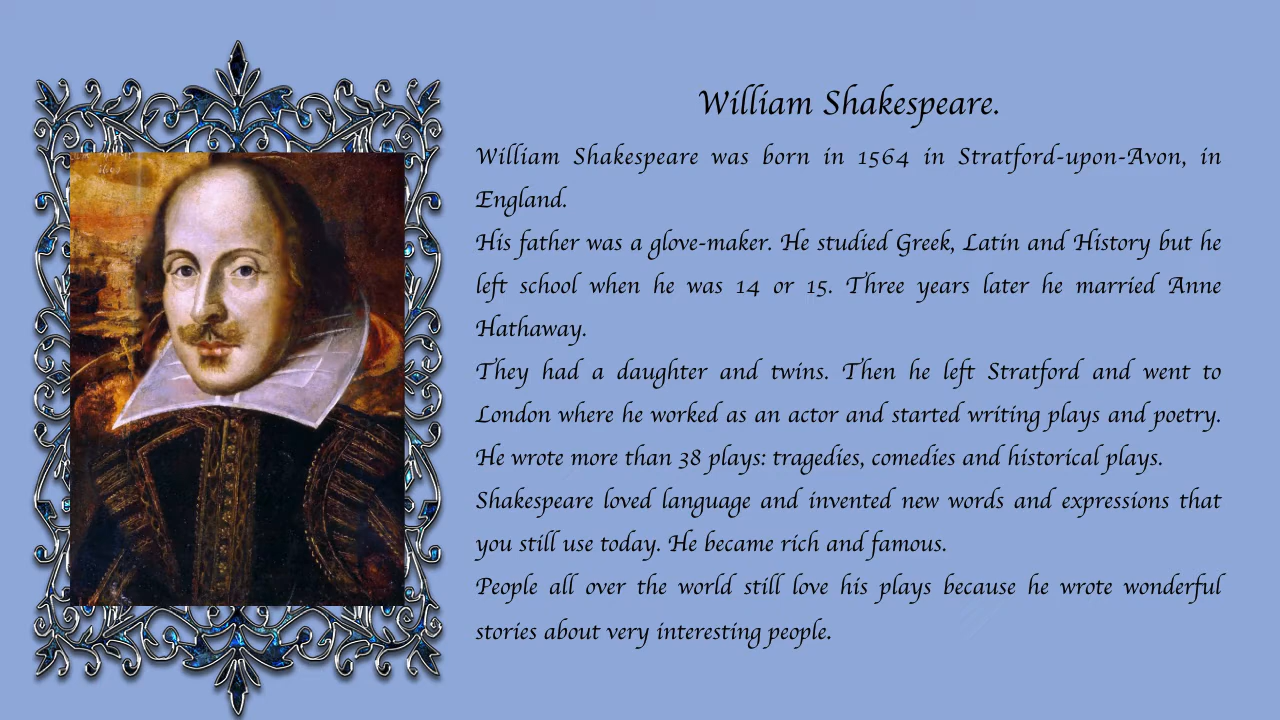 William Shakespeare.
William Shakespeare was born in 1564 in Stratford-upon-Avon, in
England.
His father was a glove-maker. He studied Greek, Latin and History but he
left school when he was 14 or 15. Three years later he married Anne
Hathaway.
They had a daughter and twins. Then he left Stratford and went to
London where he worked as an actor and started writing plays and poetry.
He wrote more than 38 plays: tragedies, comedies and historical plays.
Shakespeare loved language and invented new words and expressions that
you still use today. He became rich and famous.
People all over the world still love his plays because he wrote wonderful
stories about very interesting people.